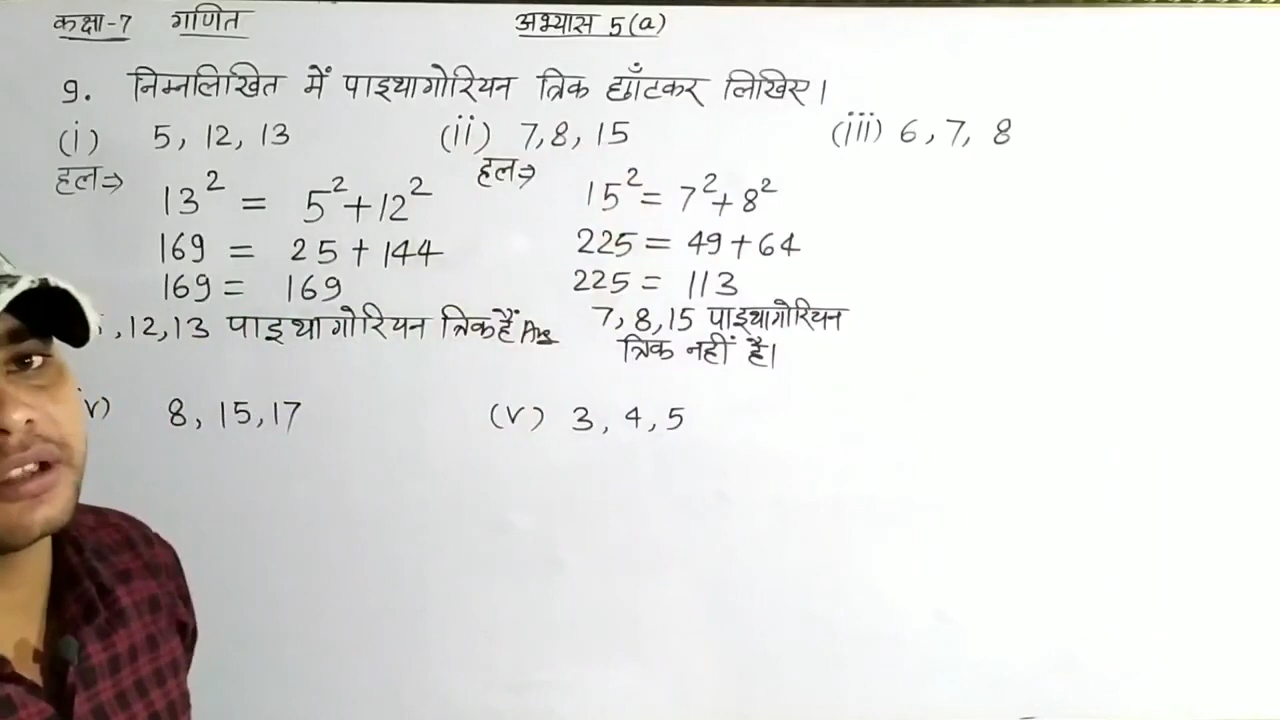 कक्षा-7 गणित अभ्यास 5(a)
9. निम्नलिखित में पाइथागोरियन त्रिक छाँटकर लिखिए।
(i) 5, 12, 13 (ii) 7,8, 15 (iii) 6, 7, 8
हल⇒ हल⇒
13² = 5²+12² 15² = 7²+8²
169 = 25+144 225 = 49+64
169 = 169 225 = 113
,12,13 पाइथागोरियन त्रिक हैं Ans 7, 8, 15 पाइथागोरियन
त्रिक नहीं है।
v) 8, 15, 17 (v) 3, 4, 5